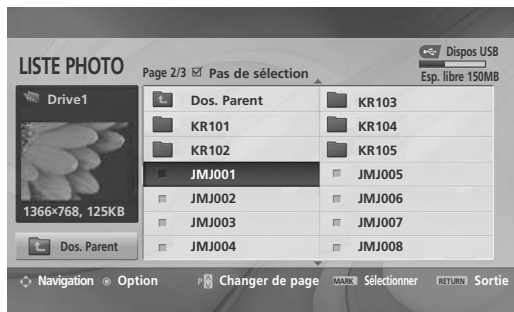 Dispos USB
LISTE PHOTO
Page 2/3 Pas de sélection
Esp. libre 150MB
Drive1
Dos. Parent KR103
KR101 KR104
KR102 KR105
JMJ001 JMJ005
JMJ002 JMJ006
1366×768, 125KB
JMJ003 JMJ007
Dos. Parent
JMJ004 JMJ008
Navigation Option P Changer de page MARK Sélectionner RETURN Sortie